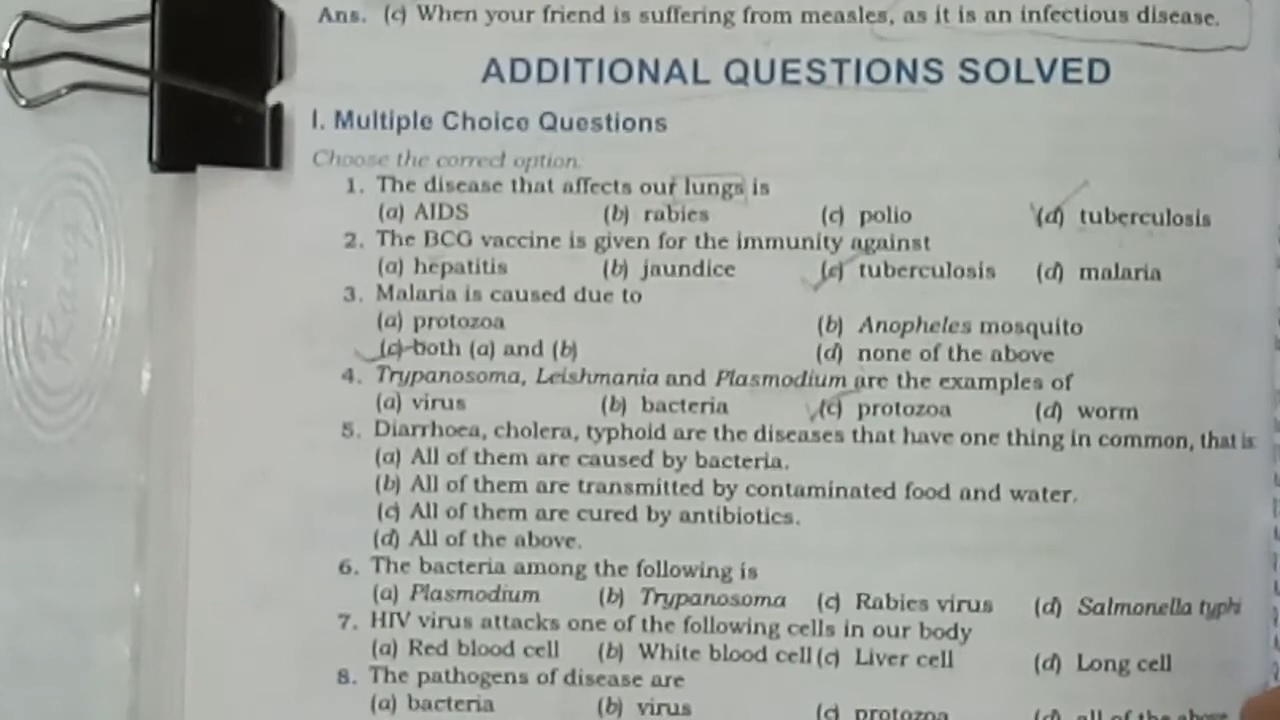 Ans. (c) When your friend is suffering from measles, as it is an infectious disease.
ADDITIONAL QUESTIONS SOLVED
I. Multiple Choice Questions
Choose the correct option:
1. The disease that affects our lungs is
(a) AIDS (b) rabies (c) polio (d) tuberculosis
2. The BCG vaccine is given for the immunity against
(a) hepatitis (b) jaundice (c) tuberculosis (d) malaria
3. Malaria is caused due to
(a) protozoa (b) Anopheles mosquito
(c) both (a) and (b) (d) none of the above
4. Trypanosoma, Leishmania and Plasmodium are the examples of
(a) virus (b) bacteria (c) protozoa (d) worm
5. Diarrhoea, cholera, typhoid are the diseases that have one thing in common, that is
(a) All of them are caused by bacteria.
(b) All of them are transmitted by contaminated food and water.
(c) All of them are cured by antibiotics.
(d) All of the above.
6. The bacteria among the following is
(a) Plasmodium (b) Trypanosoma (c) Rabies virus (d) Salmonella typhi
7. HIV virus attacks one of the following cells in our body
(a) Red blood cell (b) White blood cell (c) Liver cell (d) Long cell
8. The pathogens of disease are
(a) bacteria (b) virus (c) protozoa (d) all of the above